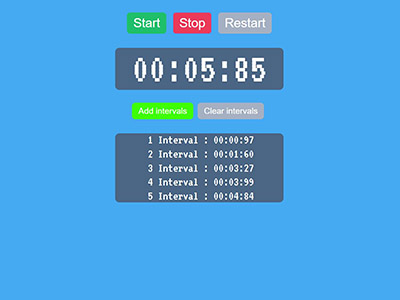 Start Stop Restart
00:05:85
Add intervals Clear intervals
1 Interval : 00:00:97
2 Interval : 00:01:60
3 Interval : 00:03:27
4 Interval : 00:03:99
5 Interval : 00:04:84